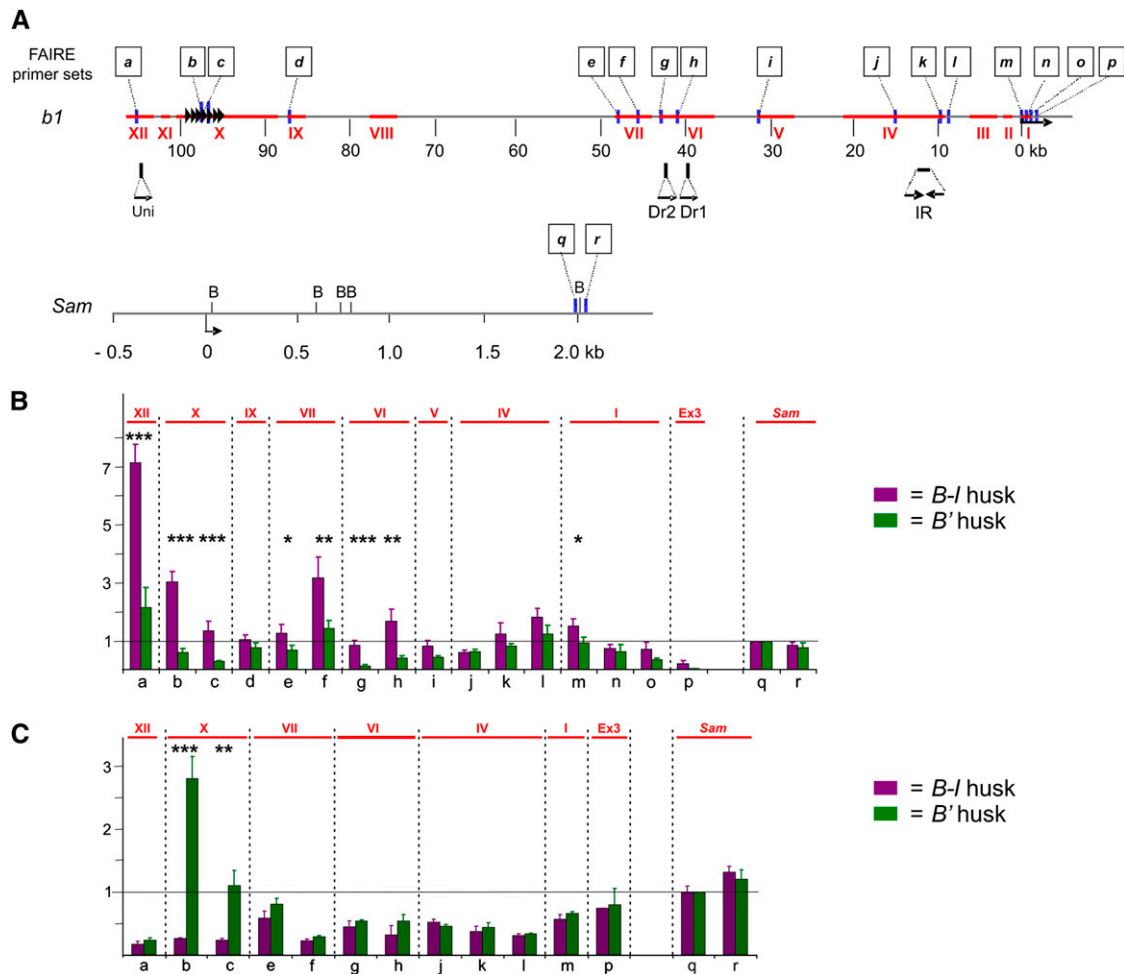 A
FAIRE
primer sets
a b c d e f g h i j k l m n o p
b1
XII XI X IX VIII VII VI V IV III II I
100 90 80 70 60 50 40 30 20 10 0 kb
Uni Dr2 Dr1 IR
q r
Sam B B BB B
- 0.5 0 0.5 1.0 1.5 2.0 kb
B
XII X IX VII VI V IV I Ex3 Sam
***
7
5
*** *** * ** *** ** *
3
1
a b c d e f g h i j k l m n o p q r
= B-I husk
= B' husk
C
XII X VII VI IV I Ex3 Sam
*** **
3
2
1
a b c e f g h j k l m p q r
= B-I husk
= B' husk